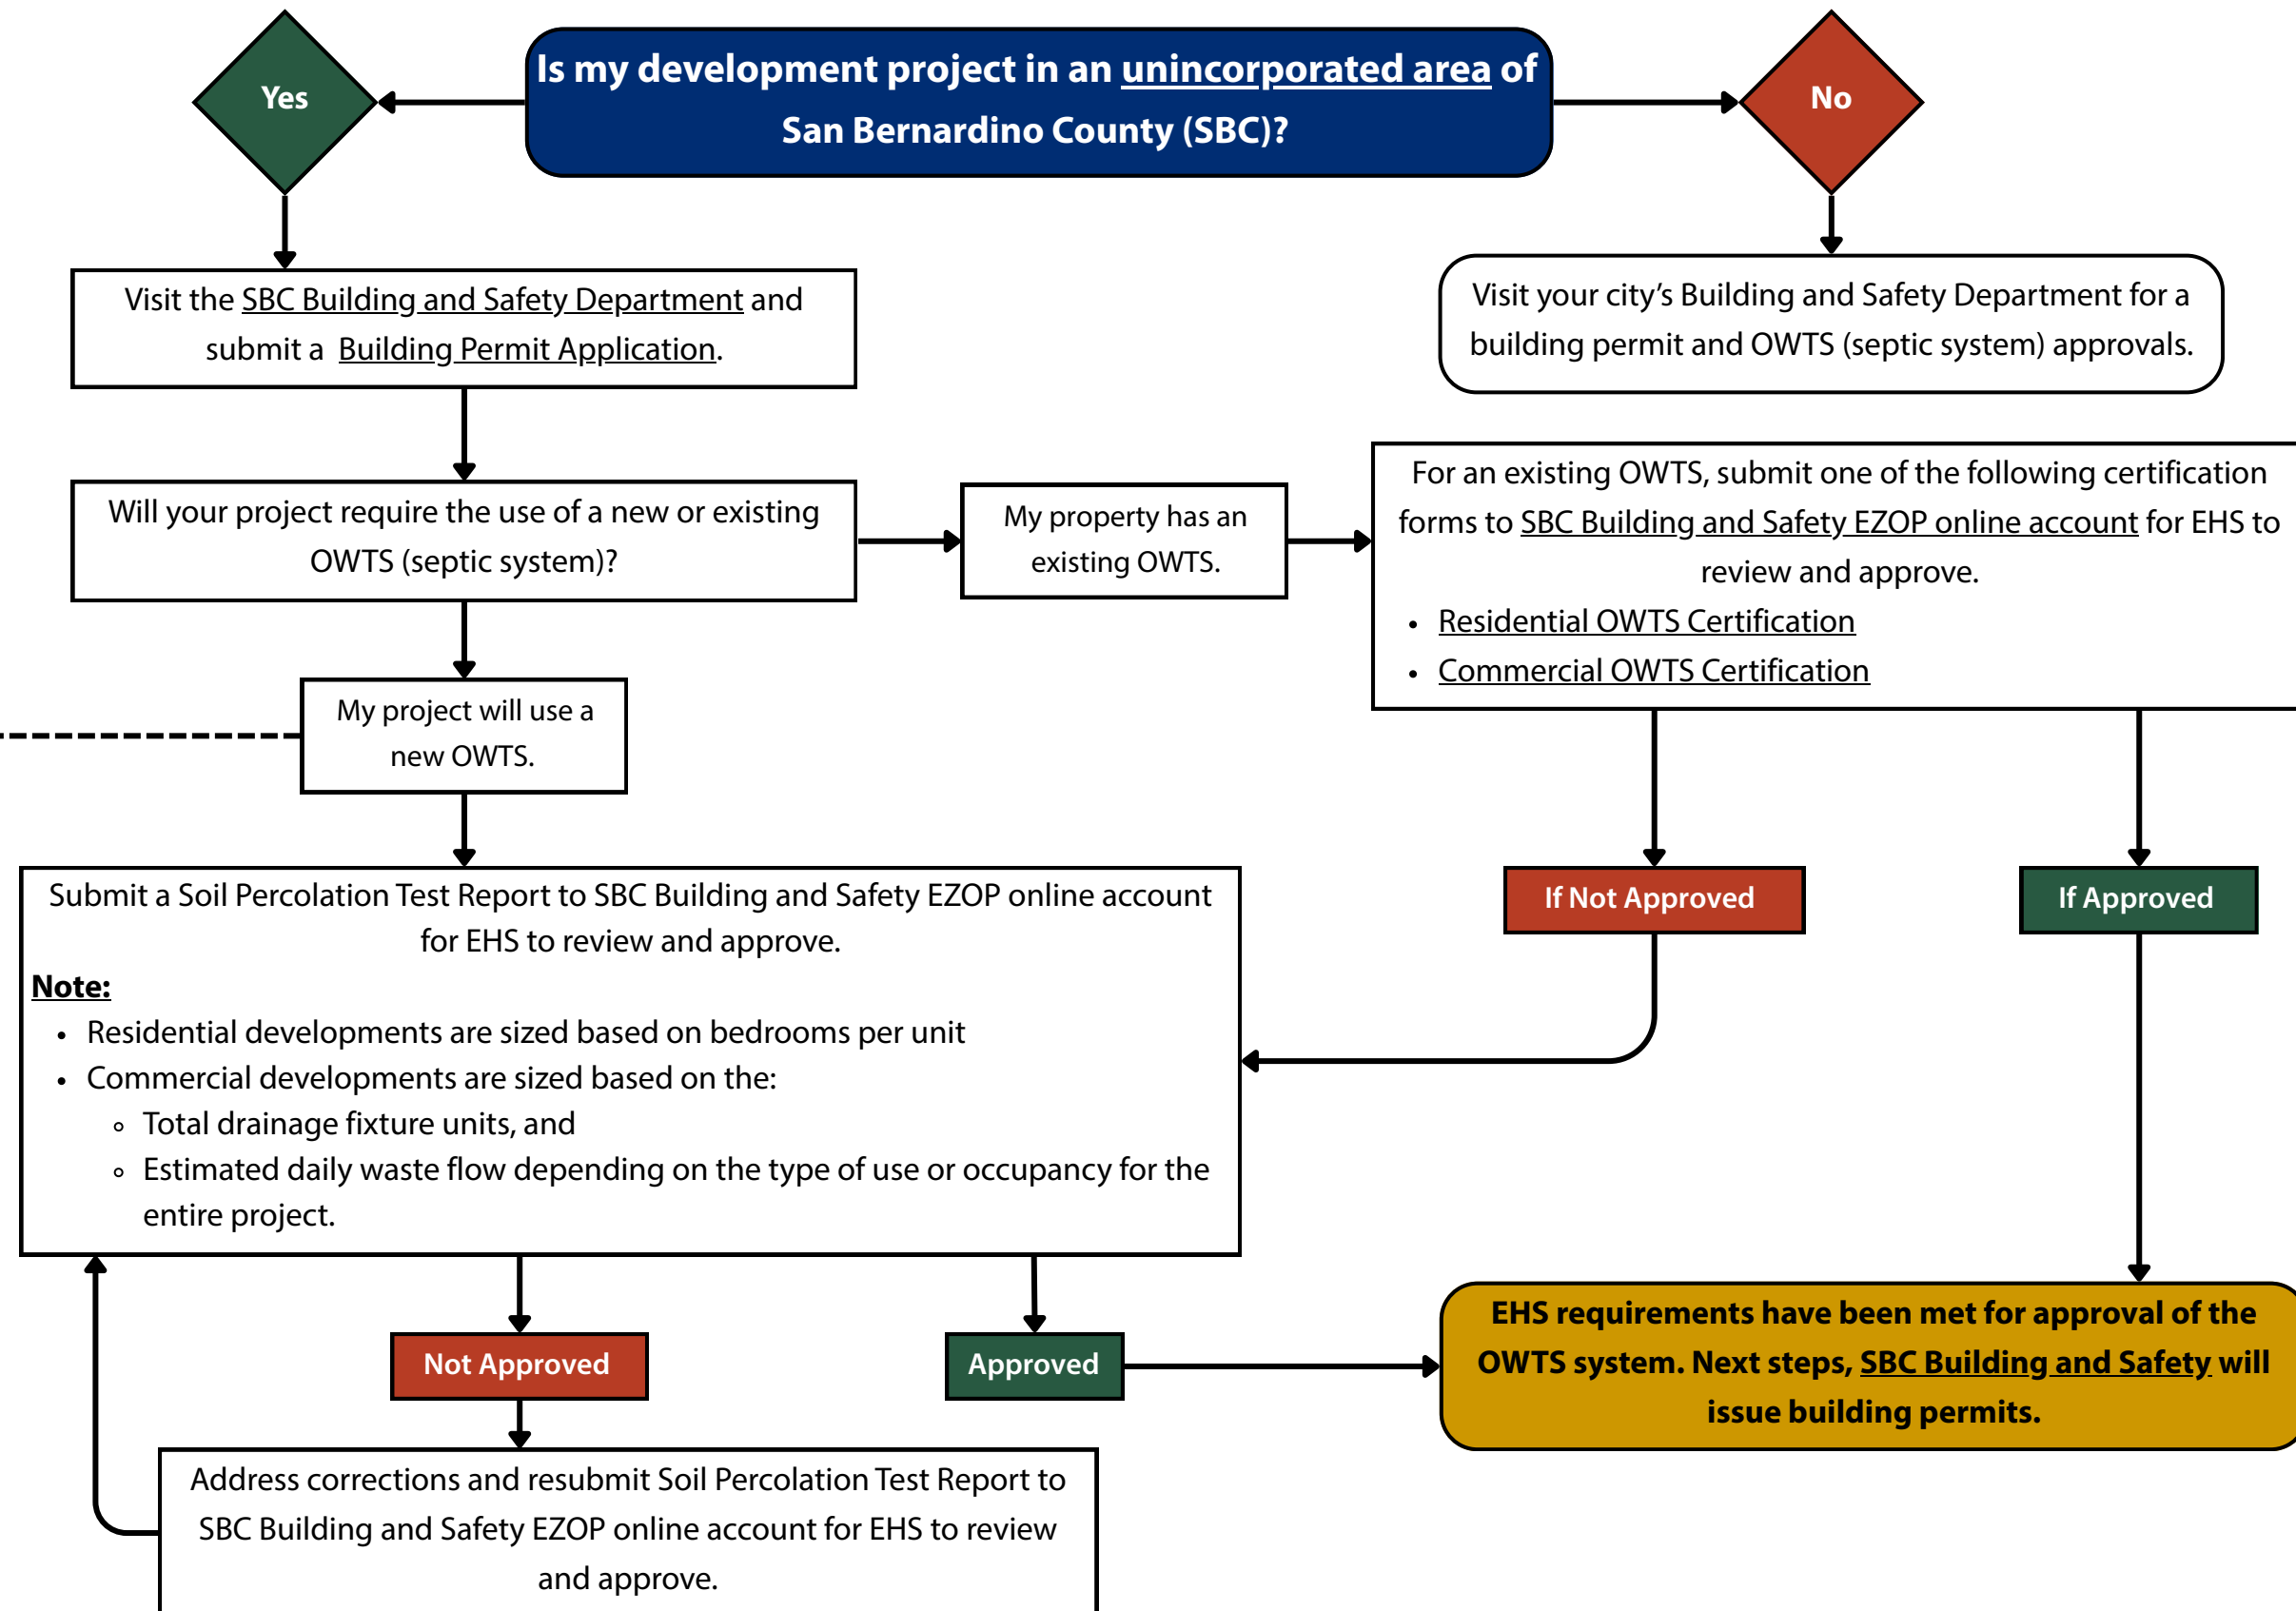 Is my development project in an unincorporated area of
San Bernardino County (SBC)?
Yes
No
Visit the SBC Building and Safety Department and
submit a Building Permit Application.
Visit your city's Building and Safety Department for a
building permit and OWTS (septic system) approvals.
Will your project require the use of a new or existing
OWTS (septic system)?
My property has an
existing OWTS.
For an existing OWTS, submit one of the following certification
forms to SBC Building and Safety EZOP online account for EHS to
review and approve.
• Residential OWTS Certification
• Commercial OWTS Certification
My project will use a
new OWTS.
If Not Approved
If Approved
Submit a Soil Percolation Test Report to SBC Building and Safety EZOP online account
for EHS to review and approve.
Note:
• Residential developments are sized based on bedrooms per unit
• Commercial developments are sized based on the:
◦ Total drainage fixture units, and
◦ Estimated daily waste flow depending on the type of use or occupancy for the
entire project.
Not Approved
Approved
EHS requirements have been met for approval of the
OWTS system. Next steps, SBC Building and Safety will
issue building permits.
Address corrections and resubmit Soil Percolation Test Report to
SBC Building and Safety EZOP online account for EHS to review
and approve.